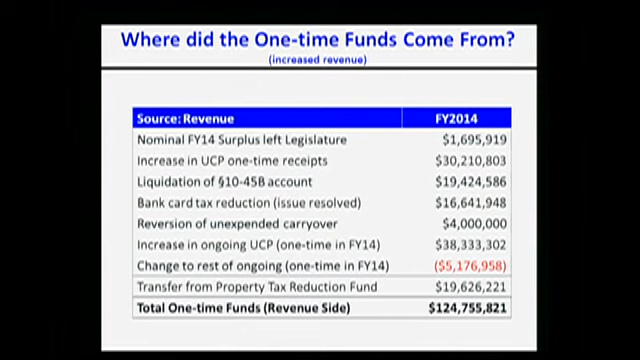 Where did the One-time Funds Come From?
(increased revenue)
Source: Revenue FY2014
Nominal FY14 Surplus left Legislature $1,695,919
Increase in UCP one-time receipts $30,210,803
Liquidation of §10-45B account $19,424,586
Bank card tax reduction (issue resolved) $16,641,948
Reversion of unexpended carryover $4,000,000
Increase in ongoing UCP (one-time in FY14) $38,333,302
Change to rest of ongoing (one-time in FY14) ($5,176,958)
Transfer from Property Tax Reduction Fund $19,626,221
Total One-time Funds (Revenue Side) $124,755,821